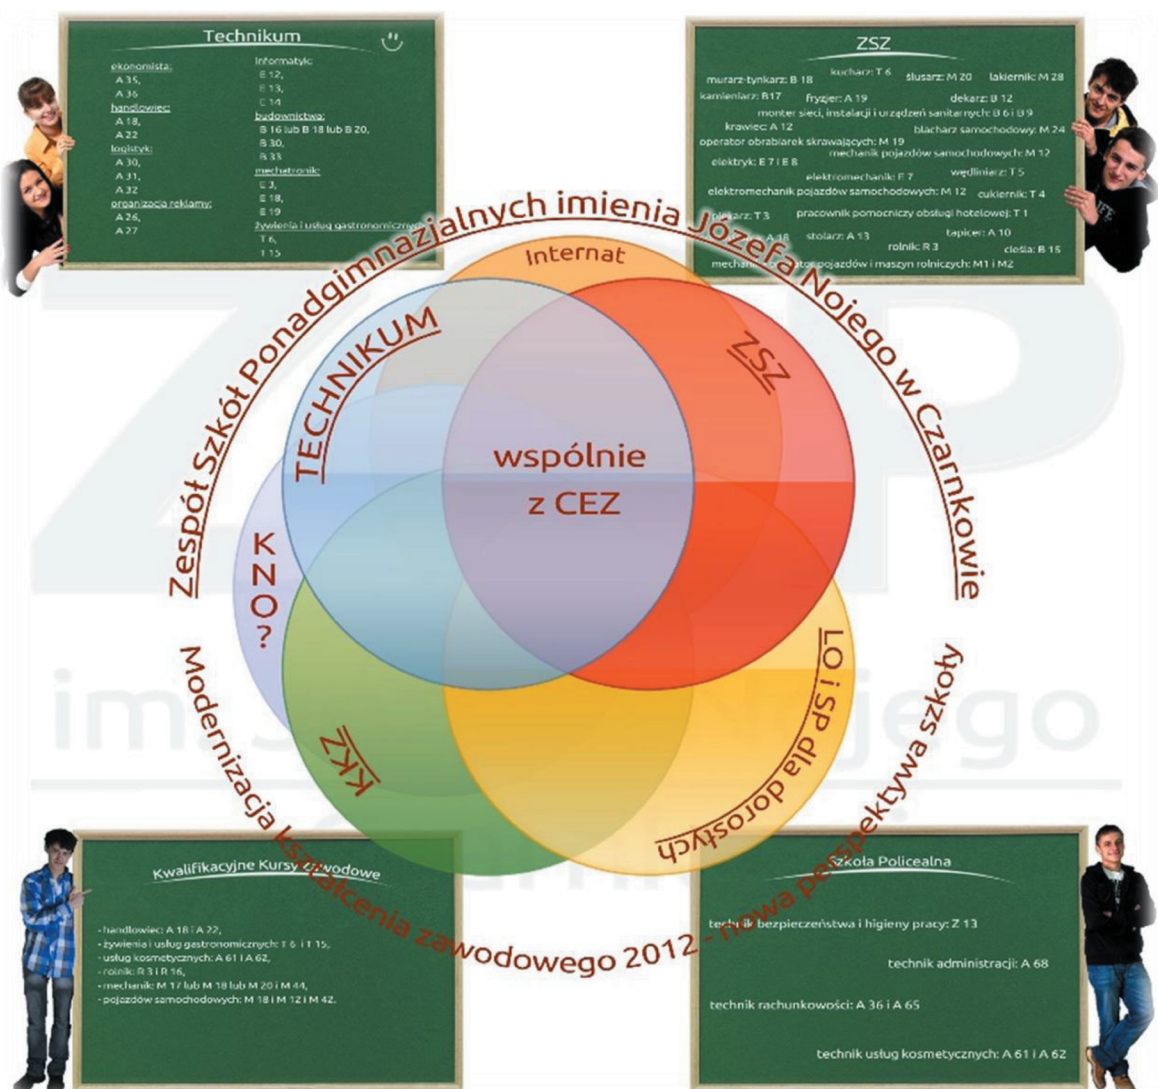 Technikum
ekonomista:
A 35,
A 36
handlowiec:
A 18,
A 22
logistyk:
A 30,
A 31,
A 32
organizacja reklamy:
A 26,
A 27
informatyk:
E 12,
E 13,
E 14
budownictwa:
B 16 lub B 18 lub B 20,
B 30,
B 33
mechatronik:
E 3,
E 18,
E 19
żywienia i usług gastronomicznych
T 6,
T 15
ZSZ
murarz-tynkarz: B 18
kucharz: T 6
ślusarz: M 20
lakiernik: M 28
kamieniarz: B17
fryzjer: A 19
dekarz: B 12
monter sieci, instalacji i urządzeń sanitarnych: B 6 i B 9
krawiec: A 12
blacharz samochodowy: M 24
operator obrabiarek skrawających: M 19
mechanik pojazdów samochodowych: M 12
elektryk: E 7 i E 8
wędliniarz: T 5
elektromechanik: E 7
elektromechanik pojazdów samochodowych: M 12
cukiernik: T 4
piekarz: T 3
pracownik pomocniczy obsługi hotelowej: T 1
A 18
stolarz: A 13
tapicer: A 10
rolnik: R 3
cieśla: B 15
pojazdów i maszyn rolniczych: M1 i M2
Zespół Szkół Ponadgimnazjalnych imienia Józefa Nojego w Czarnkowie
Internat
TECHNIKUM
ZSZ
wspólnie
z CEZ
KNO?
KKZ
LO i SP dla dorosłych
Modernizacja kształcenia zawodowego 2012 - nowa perspektywa szkoły
Kwalifikacyjne Kursy Zawodowe
- handlowiec: A 18 i A 22,
- żywienia i usług gastronomicznych: T 6 i T 15,
- usług kosmetycznych: A 61 i A 62,
- rolnik: R 3 i R 16,
- mechanik: M 17 lub M 18 lub M 20 i M 44,
- pojazdów samochodowych: M 18 i M 12 i M 42.
Szkoła Policealna
technik bezpieczeństwa i higieny pracy: Z 13
technik administracji: A 68
technik rachunkowości: A 36 i A 65
technik usług kosmetycznych: A 61 i A 62